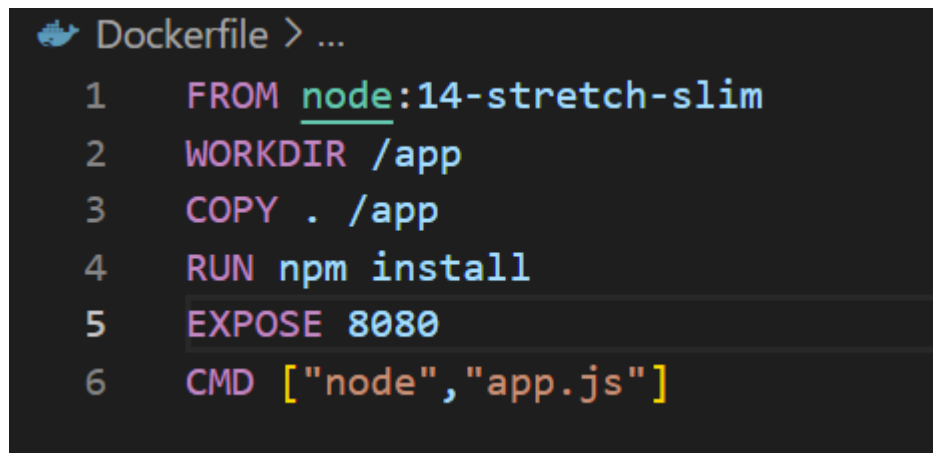 Dockerfile > ...
1 FROM node:14-stretch-slim
2 WORKDIR /app
3 COPY . /app
4 RUN npm install
5 EXPOSE 8080
6 CMD ["node","app.js"]